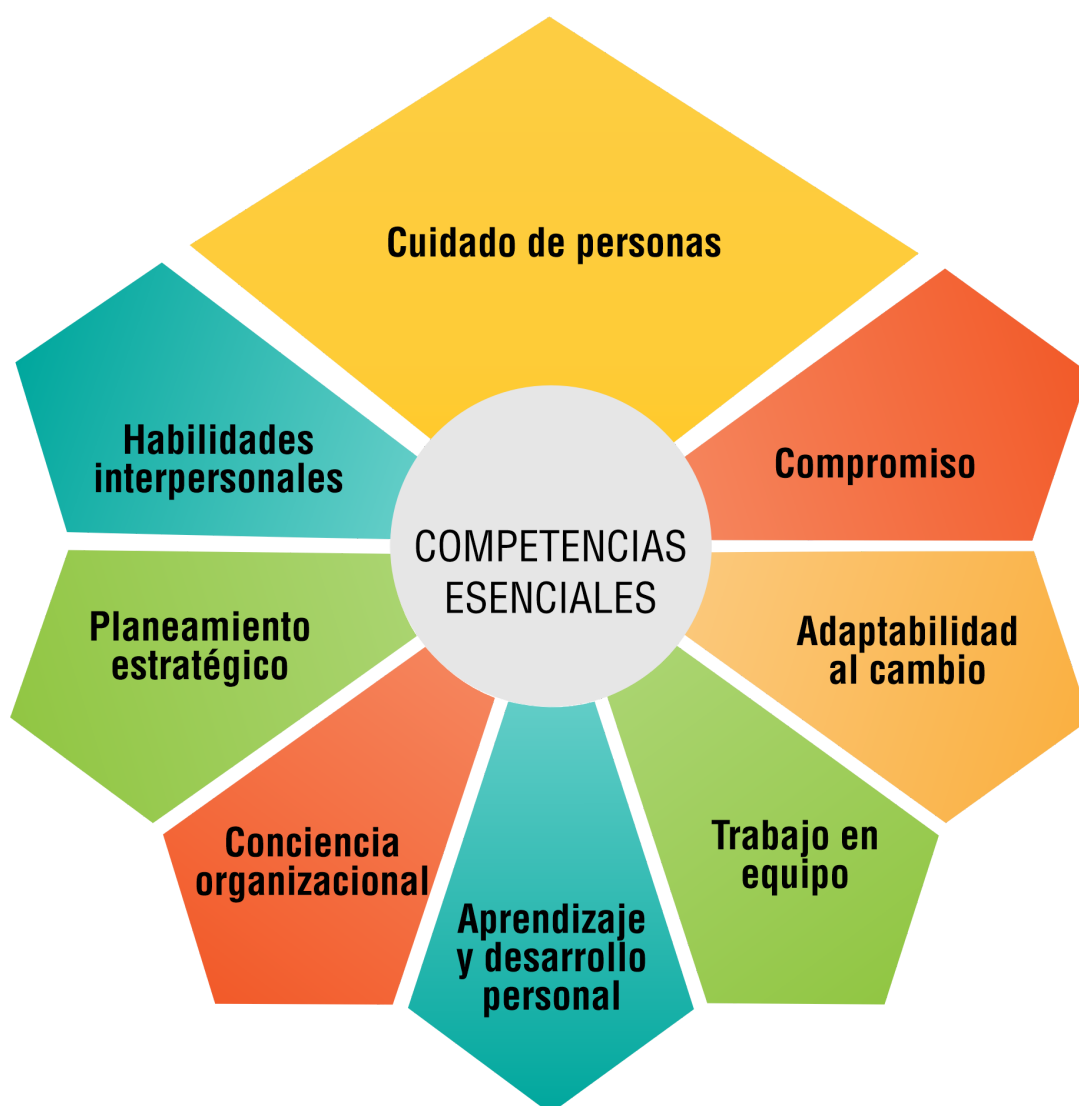 Cuidado de personas
Compromiso
Adaptabilidad
al cambio
Trabajo en
equipo
Aprendizaje
y desarrollo
personal
Conciencia
organizacional
Planeamiento
estratégico
Habilidades
interpersonales
COMPETENCIAS
ESENCIALES